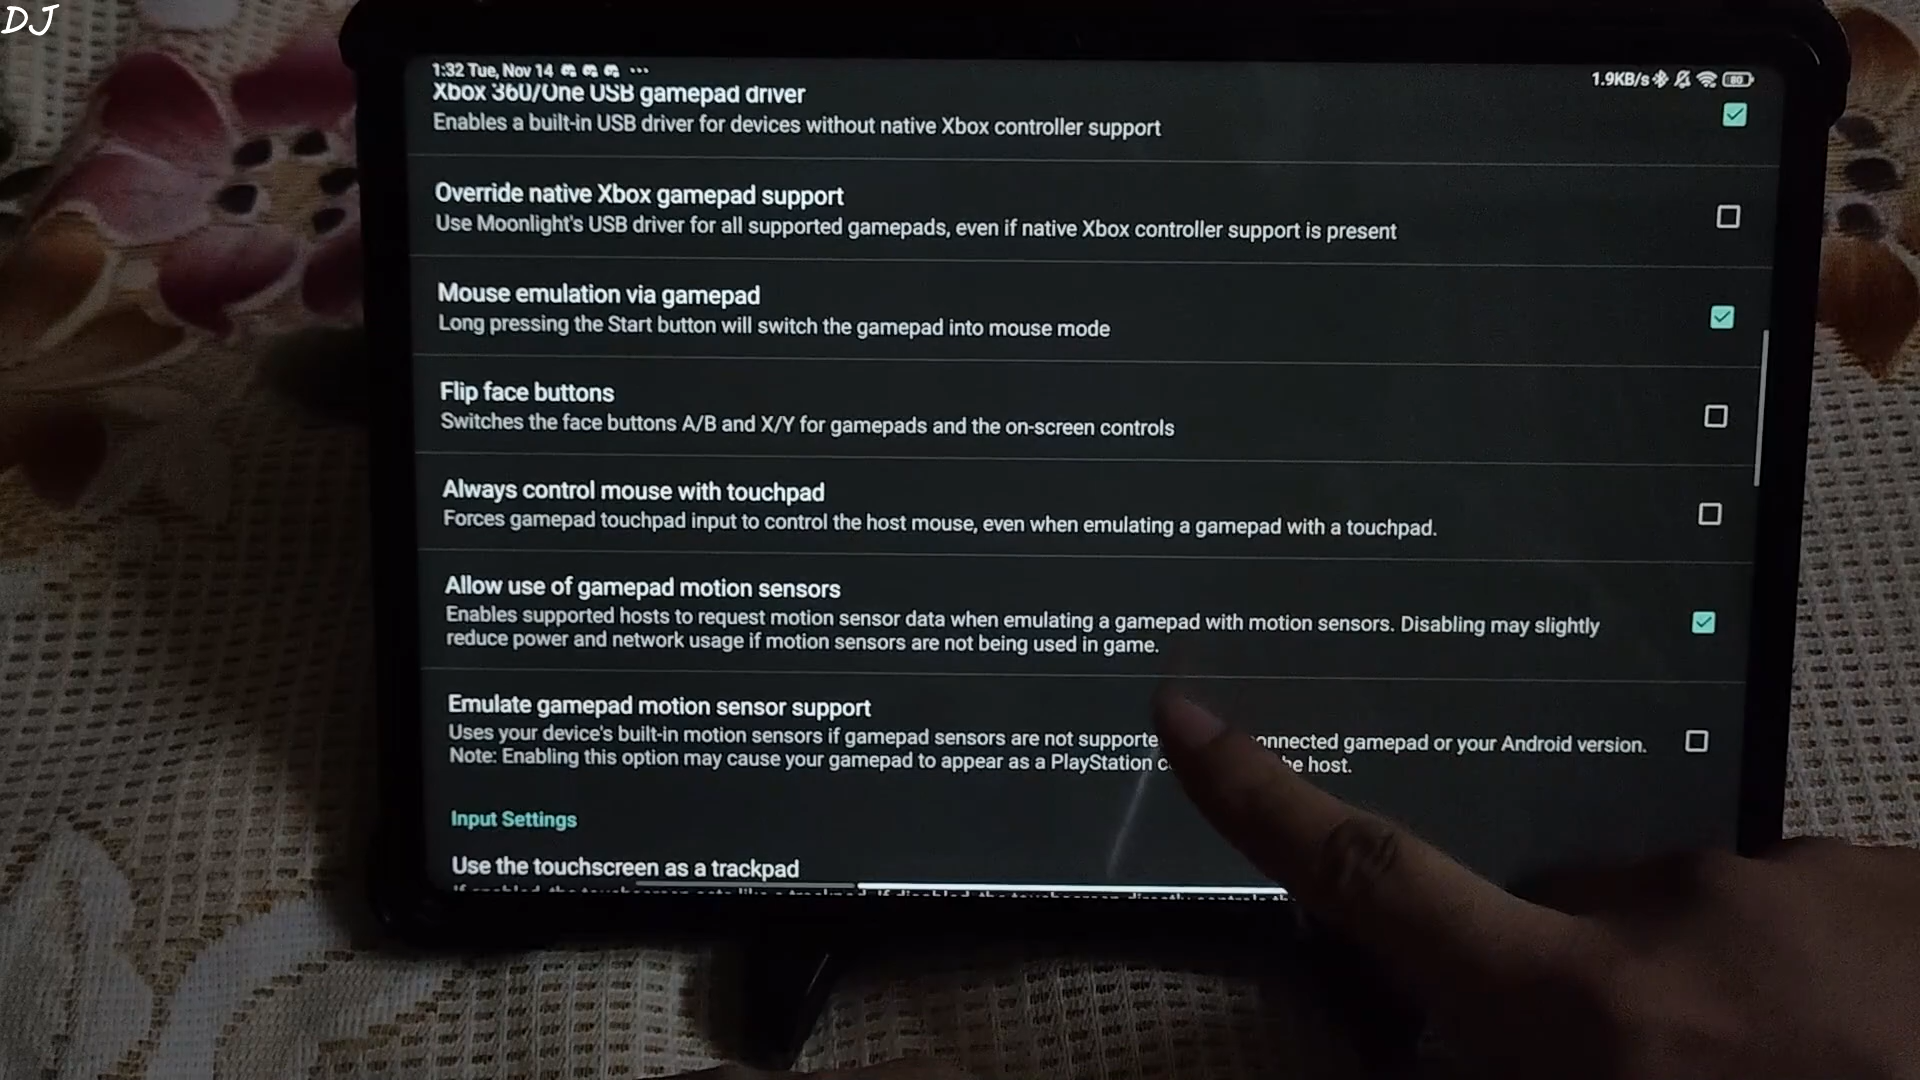 DJ
1:32 Tue, Nov 14 ...
1.9KB/s 80
Xbox 360/One USB gamepad driver
Enables a built-in USB driver for devices without native Xbox controller support
Override native Xbox gamepad support
Use Moonlight's USB driver for all supported gamepads, even if native Xbox controller support is present
Mouse emulation via gamepad
Long pressing the Start button will switch the gamepad into mouse mode
Flip face buttons
Switches the face buttons A/B and X/Y for gamepads and the on-screen controls
Always control mouse with touchpad
Forces gamepad touchpad input to control the host mouse, even when emulating a gamepad with a touchpad.
Allow use of gamepad motion sensors
Enables supported hosts to request motion sensor data when emulating a gamepad with motion sensors. Disabling may slightly
reduce power and network usage if motion sensors are not being used in game.
Emulate gamepad motion sensor support
Uses your device's built-in motion sensors if gamepad sensors are not supporte onnected gamepad or your Android version.
Note: Enabling this option may cause your gamepad to appear as a PlayStation c he host.
Input Settings
Use the touchscreen as a trackpad